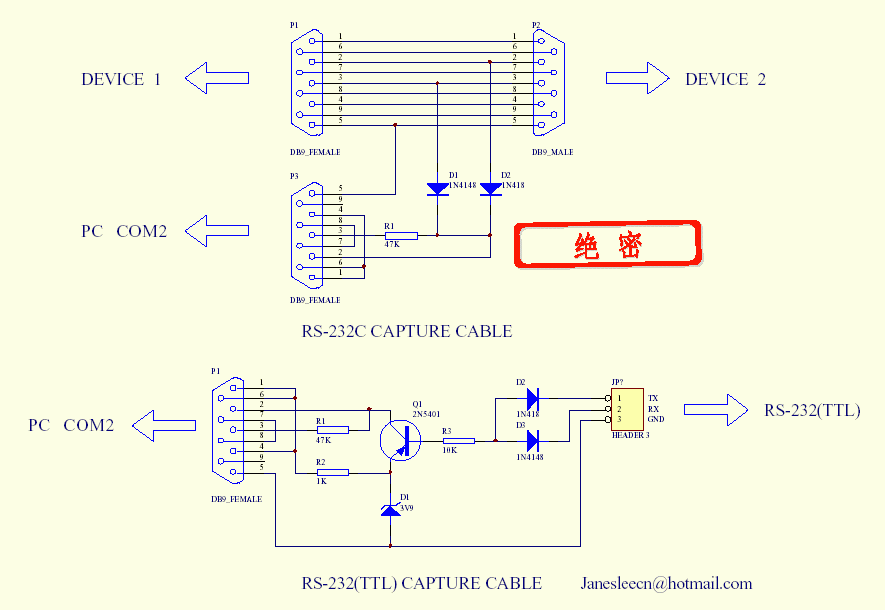 P1
P2
1
1
6
6
2
2
7
7
3
3
8
8
4
4
9
9
5
5
DEVICE 1
DEVICE 2
DB9_FEMALE
DB9_MALE
P3
D1
1N4148
D2
1N418
5
9
4
8
3
7
2
6
1
R1
47K
PC COM2
绝密
DB9_FEMALE
RS-232C CAPTURE CABLE
P1
1
6
2
7
3
8
4
9
5
PC COM2
R1
47K
R2
1K
Q1
2N5401
R3
10K
D2
1N418
D3
1N4148
JP?
1 TX
2 RX
3 GND
HEADER 3
RS-232(TTL)
D1
3V9
DB9_FEMALE
RS-232(TTL) CAPTURE CABLE
Janesleecn@hotmail.com